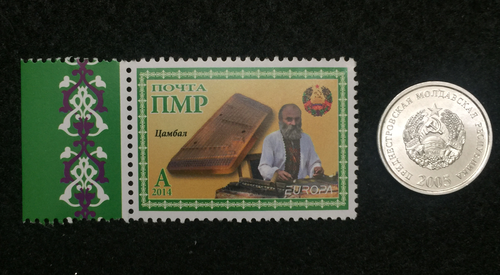 ПОЧТА
ПМР
Цамбал
А
2014
EUROPA
ПРИДНЕСТРОВСКАЯ МОЛДАВСКАЯ РЕСПУБЛИКА
2005